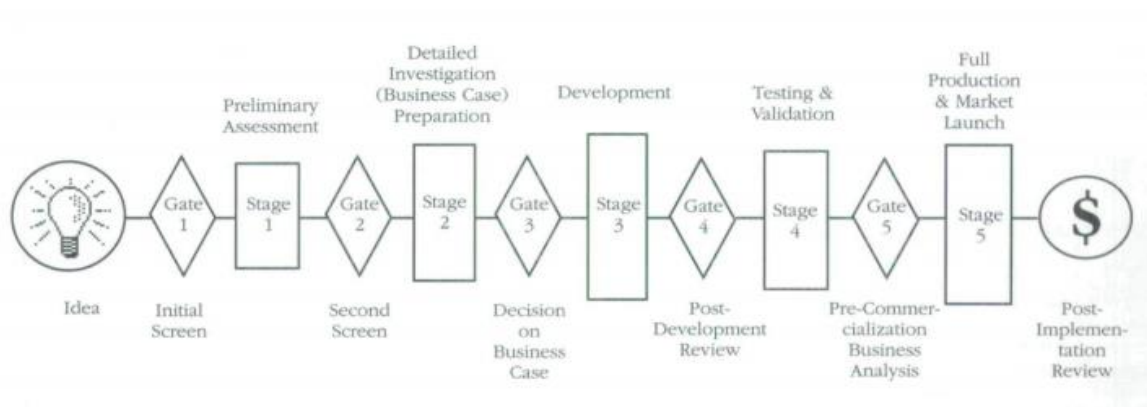 Detailed
Investigation
(Business Case)
Preparation
Full
Production
& Market
Launch
Preliminary
Assessment
Development
Testing &
Validation
Gate
1
Stage
1
Gate
2
Stage
2
Gate
3
Stage
3
Gate
4
Stage
4
Gate
5
Stage
5
$
Idea
Initial
Screen
Second
Screen
Decision
on
Business
Case
Post-
Development
Review
Pre-Commer-
cialization
Business
Analysis
Post-
Implemen-
tation
Review